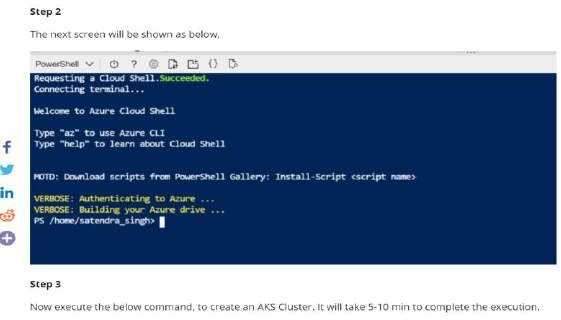 Step 2
The next screen will be shown as below,
PowerShell
Requesting a Cloud Shell.Succeeded.
Connecting terminal...
Welcome to Azure Cloud Shell
Type "az" to use Azure CLI
Type "help" to learn about Cloud Shell
MOTD: Download scripts from PowerShell Gallery: Install-Script <script name>
VERBOSE: Authenticating to Azure ...
VERBOSE: Building your Azure drive ...
PS /home/satendra_singh>
Step 3
Now execute the below command, to create an AKS Cluster. It will take 5-10 min to complete the execution.